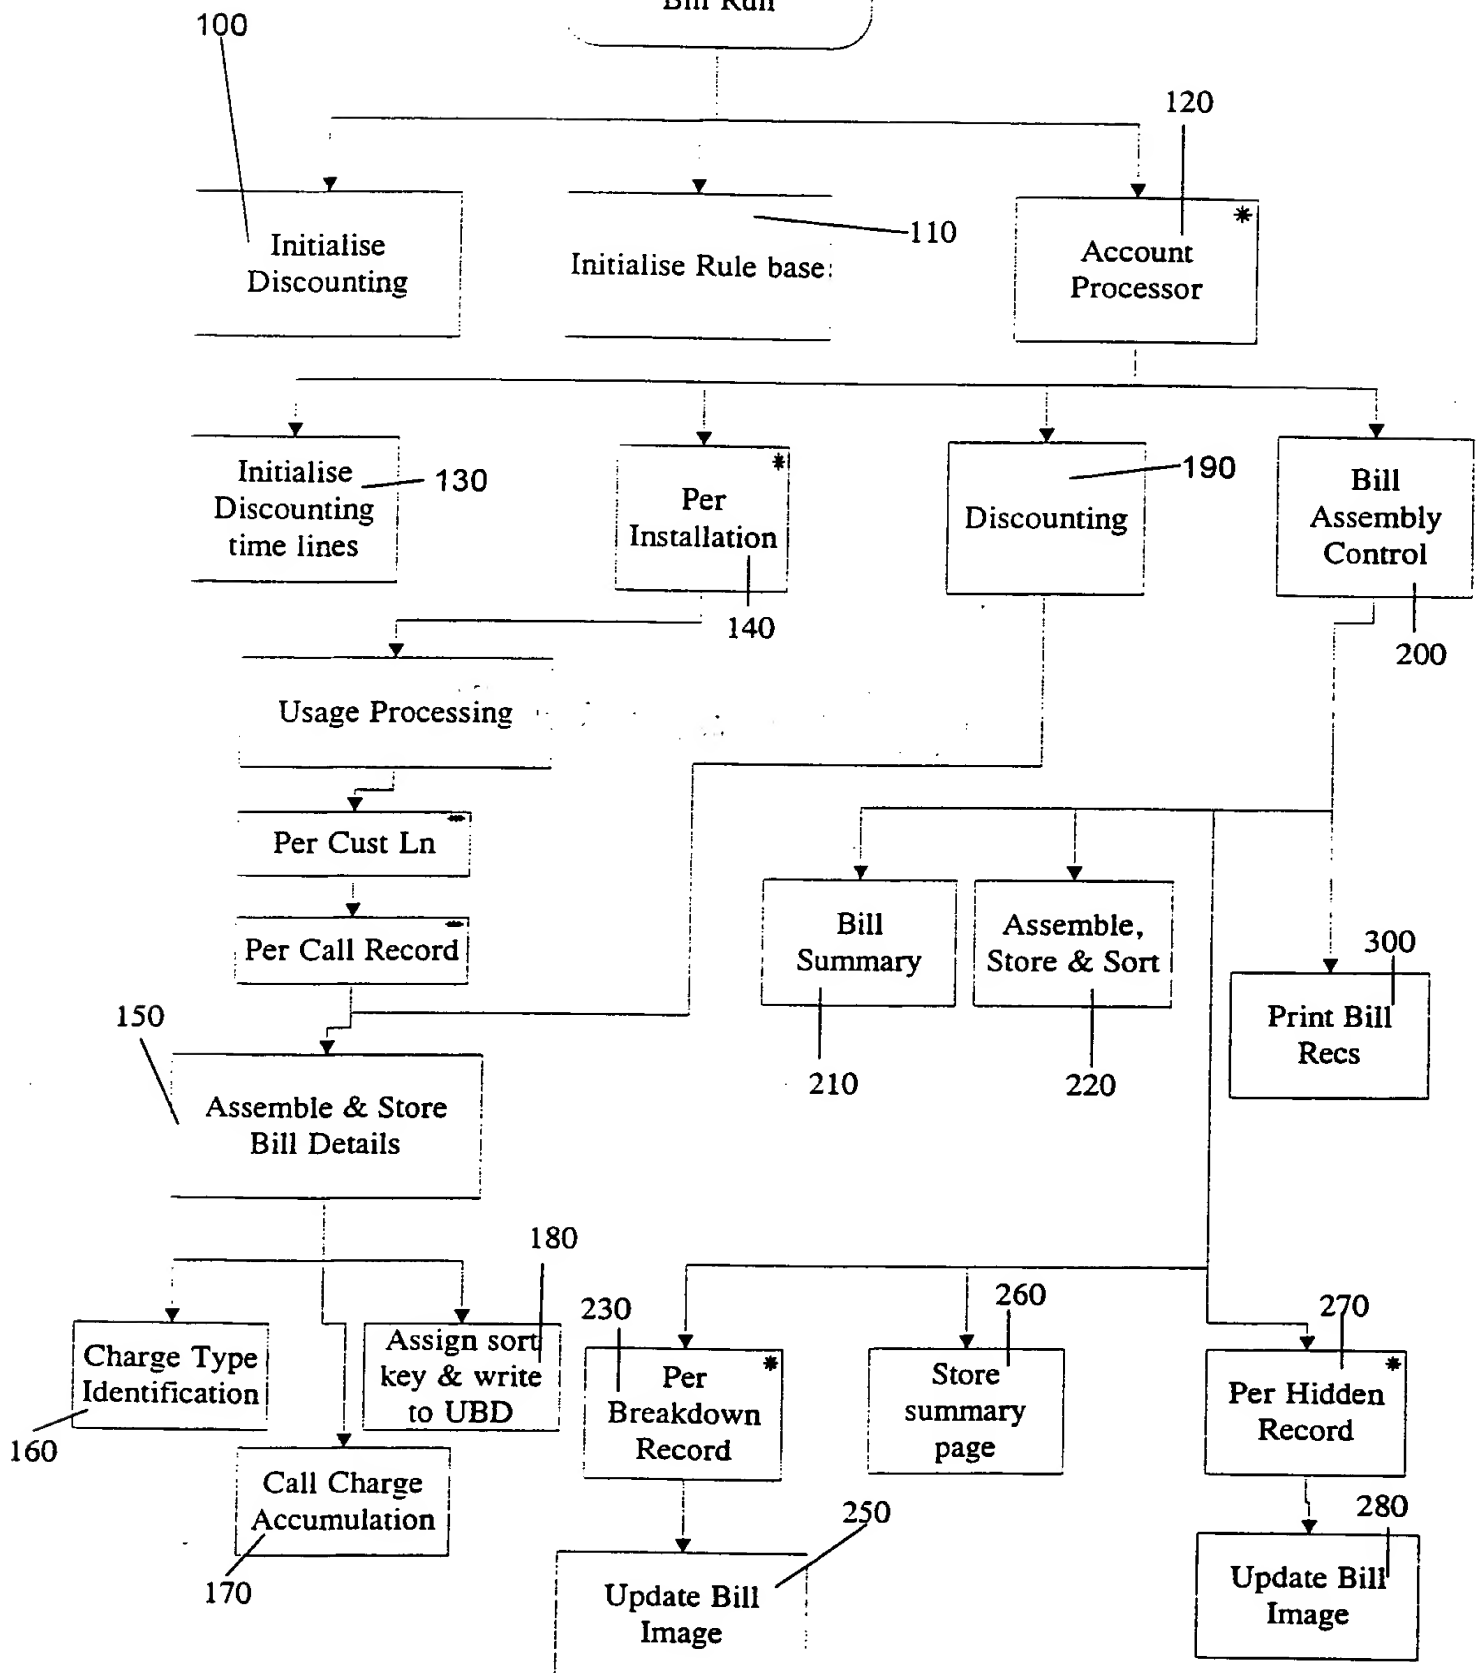 Bill Run
100
120
Initialise
Discounting
110
Initialise Rule base
Account
Processor
*
Initialise
Discounting
time lines
130
Per
Installation
*
140
Discounting
190
Bill
Assembly
Control
200
Usage Processing
Per Cust Ln
Per Call Record
150
Assemble & Store
Bill Details
Bill
Summary
210
Assemble,
Store & Sort
220
300
Print Bill
Recs
180
Charge Type
Identification
160
Assign sort
key & write
to UBD
Call Charge
Accumulation
170
230
Per
Breakdown
Record
*
260
Store
summary
page
270
Per Hidden
Record
*
250
Update Bill
Image
280
Update Bill
Image